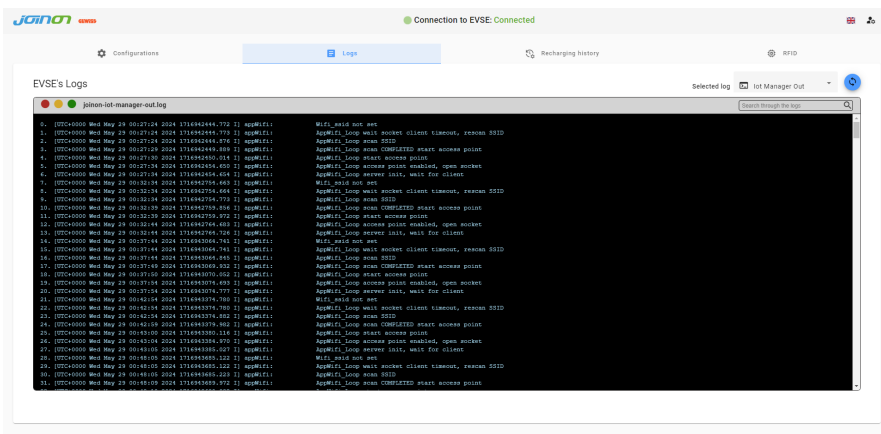 JOINON GEWISS
Connection to EVSE: Connected
Configurations
Logs
Recharging history
RFID
EVSE's Logs
Selected log
Iot Manager Out
joinon-iot-manager-out.log
Search through the logs
0. [UTC+0000 Wed May 29 00:27:24 2024 1716942444.772 I] appWifi: Wifi_ssid not set
1. [UTC+0000 Wed May 29 00:27:24 2024 1716942444.773 I] appWifi: AppWifi_Loop wait socket client timeout, rescan SSID
2. [UTC+0000 Wed May 29 00:27:24 2024 1716942444.876 I] appWifi: AppWifi_Loop scan SSID
3. [UTC+0000 Wed May 29 00:27:29 2024 1716942449.889 I] appWifi: AppWifi_Loop scan COMPLETED start access point
4. [UTC+0000 Wed May 29 00:27:30 2024 1716942450.014 I] appWifi: AppWifi_Loop start access point
5. [UTC+0000 Wed May 29 00:27:34 2024 1716942454.650 I] appWifi: AppWifi_Loop access point enabled, open socket
6. [UTC+0000 Wed May 29 00:27:34 2024 1716942454.654 I] appWifi: AppWifi_Loop server init, wait for client
7. [UTC+0000 Wed May 29 00:32:34 2024 1716942754.663 I] appWifi: Wifi_ssid not set
8. [UTC+0000 Wed May 29 00:32:34 2024 1716942754.664 I] appWifi: AppWifi_Loop wait socket client timeout, rescan SSID
9. [UTC+0000 Wed May 29 00:32:34 2024 1716942754.773 I] appWifi: AppWifi_Loop scan SSID
10. [UTC+0000 Wed May 29 00:32:39 2024 1716942759.856 I] appWifi: AppWifi_Loop scan COMPLETED start access point
11. [UTC+0000 Wed May 29 00:32:39 2024 1716942759.972 I] appWifi: AppWifi_Loop start access point
12. [UTC+0000 Wed May 29 00:32:44 2024 1716942764.683 I] appWifi: AppWifi_Loop access point enabled, open socket
13. [UTC+0000 Wed May 29 00:32:44 2024 1716942764.726 I] appWifi: AppWifi_Loop server init, wait for client
14. [UTC+0000 Wed May 29 00:37:44 2024 1716943064.741 I] appWifi: Wifi_ssid not set
15. [UTC+0000 Wed May 29 00:37:44 2024 1716943064.741 I] appWifi: AppWifi_Loop wait socket client timeout, rescan SSID
16. [UTC+0000 Wed May 29 00:37:44 2024 1716943064.845 I] appWifi: AppWifi_Loop scan SSID
17. [UTC+0000 Wed May 29 00:37:49 2024 1716943069.932 I] appWifi: AppWifi_Loop scan COMPLETED start access point
18. [UTC+0000 Wed May 29 00:37:50 2024 1716943070.052 I] appWifi: AppWifi_Loop start access point
19. [UTC+0000 Wed May 29 00:37:54 2024 1716943074.693 I] appWifi: AppWifi_Loop access point enabled, open socket
20. [UTC+0000 Wed May 29 00:37:54 2024 1716943074.777 I] appWifi: AppWifi_Loop server init, wait for client
21. [UTC+0000 Wed May 29 00:42:54 2024 1716943374.780 I] appWifi: Wifi_ssid not set
22. [UTC+0000 Wed May 29 00:42:54 2024 1716943374.780 I] appWifi: AppWifi_Loop wait socket client timeout, rescan SSID
23. [UTC+0000 Wed May 29 00:42:54 2024 1716943374.882 I] appWifi: AppWifi_Loop scan SSID
24. [UTC+0000 Wed May 29 00:42:59 2024 1716943379.982 I] appWifi: AppWifi_Loop scan COMPLETED start access point
25. [UTC+0000 Wed May 29 00:43:00 2024 1716943380.116 I] appWifi: AppWifi_Loop start access point
26. [UTC+0000 Wed May 29 00:43:04 2024 1716943384.970 I] appWifi: AppWifi_Loop access point enabled, open socket
27. [UTC+0000 Wed May 29 00:43:05 2024 1716943385.027 I] appWifi: AppWifi_Loop server init, wait for client
28. [UTC+0000 Wed May 29 00:48:05 2024 1716943685.122 I] appWifi: Wifi_ssid not set
29. [UTC+0000 Wed May 29 00:48:05 2024 1716943685.122 I] appWifi: AppWifi_Loop wait socket client timeout, rescan SSID
30. [UTC+0000 Wed May 29 00:48:05 2024 1716943685.223 I] appWifi: AppWifi_Loop scan SSID
31. [UTC+0000 Wed May 29 00:48:09 2024 1716943689.972 I] appWifi: AppWifi_Loop scan COMPLETED start access point